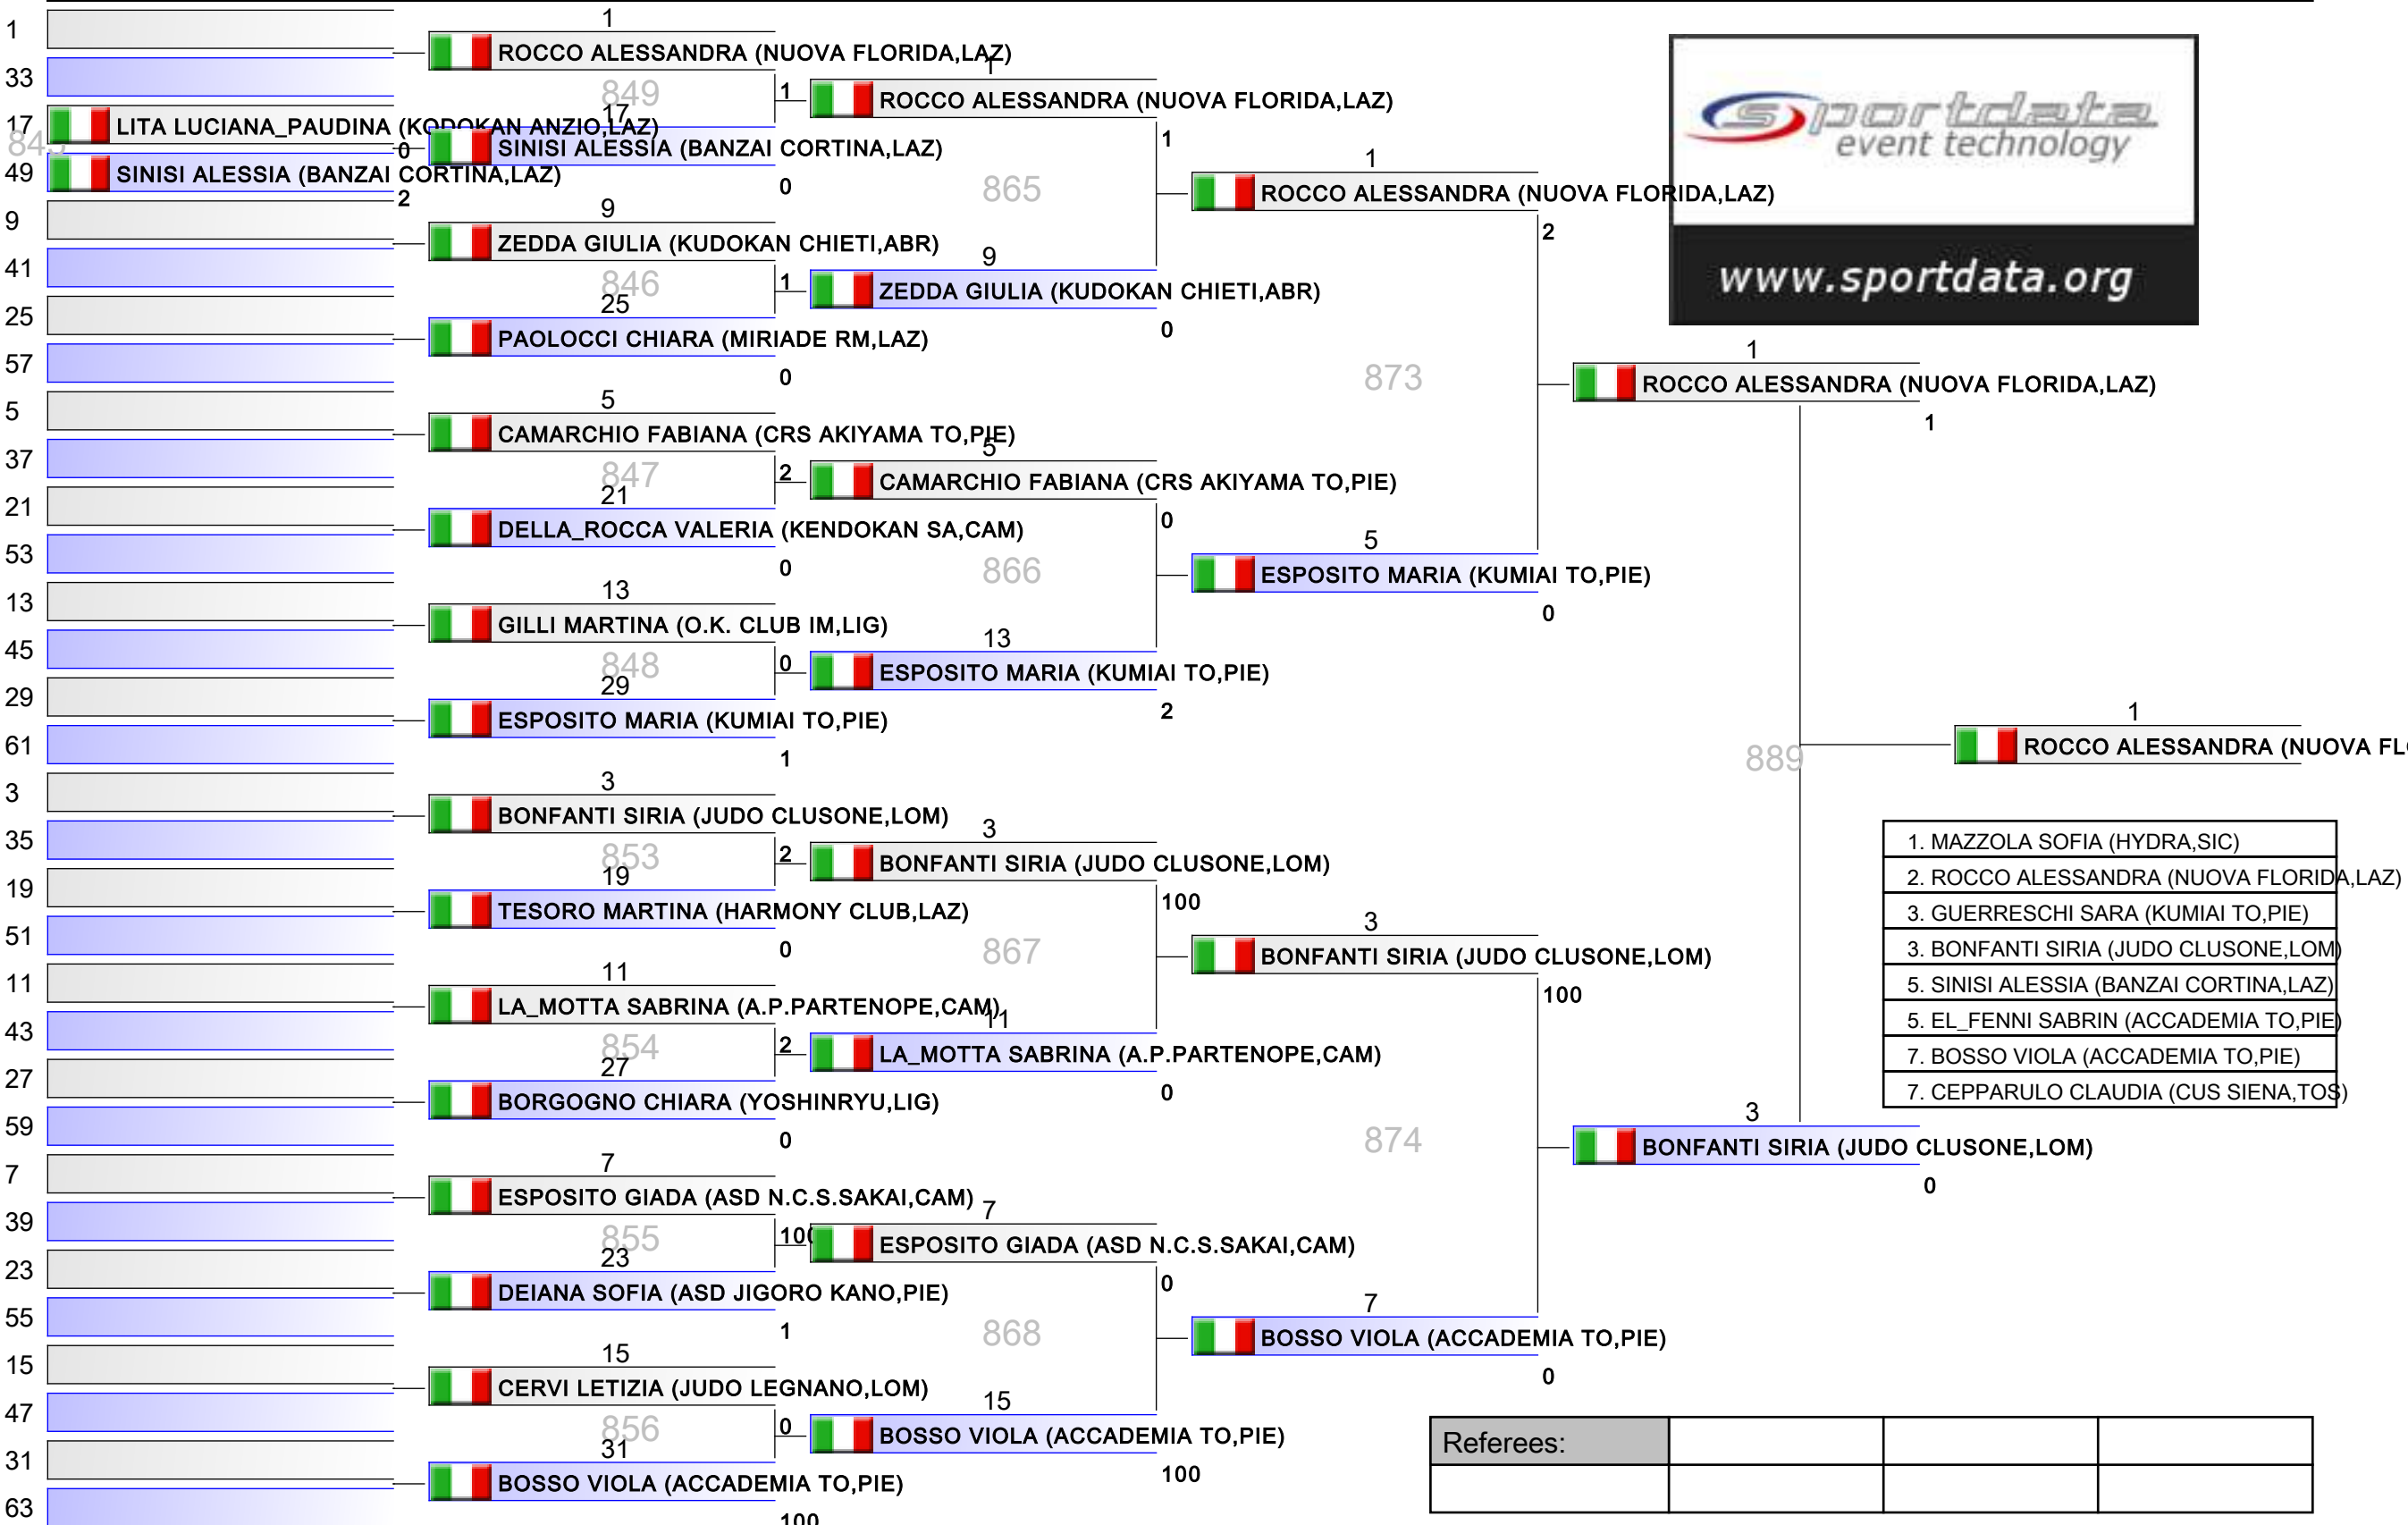 1
1
ROCCO ALESSANDRA (NUOVA FLORIDA,LAZ)
33
849
1
1
ROCCO ALESSANDRA (NUOVA FLORIDA,LAZ)
17
LITA LUCIANA_PAUDINA (KODOKAN ANZIO,LAZ)
17
0
SINISI ALESSIA (BANZAI CORTINA,LAZ)
1
49
SINISI ALESSIA (BANZAI CORTINA,LAZ)
2
0
865
1
ROCCO ALESSANDRA (NUOVA FLORIDA,LAZ)
2
9
9
ZEDDA GIULIA (KUDOKAN CHIETI,ABR)
41
846
1
9
ZEDDA GIULIA (KUDOKAN CHIETI,ABR)
0
25
25
PAOLOCCI CHIARA (MIRIADE RM,LAZ)
0
57
873
sportdata
event technology
www.sportdata.org
1
ROCCO ALESSANDRA (NUOVA FLORIDA,LAZ)
1
5
5
CAMARCHIO FABIANA (CRS AKIYAMA TO,PIE)
37
847
2
5
CAMARCHIO FABIANA (CRS AKIYAMA TO,PIE)
0
21
21
DELLA_ROCCA VALERIA (KENDOKAN SA,CAM)
0
53
866
5
ESPOSITO MARIA (KUMIAI TO,PIE)
0
13
13
GILLI MARTINA (O.K. CLUB IM,LIG)
45
848
0
13
ESPOSITO MARIA (KUMIAI TO,PIE)
2
29
29
ESPOSITO MARIA (KUMIAI TO,PIE)
1
61
889
1
ROCCO ALESSANDRA (NUOVA
3
3
BONFANTI SIRIA (JUDO CLUSONE,LOM)
35
853
2
3
BONFANTI SIRIA (JUDO CLUSONE,LOM)
100
19
19
TESORO MARTINA (HARMONY CLUB,LAZ)
0
51
867
3
BONFANTI SIRIA (JUDO CLUSONE,LOM)
100
11
11
LA_MOTTA SABRINA (A.P.PARTENOPE,CAM)
43
854
2
11
LA_MOTTA SABRINA (A.P.PARTENOPE,CAM)
0
27
27
BORGOGNO CHIARA (YOSHINRYU,LIG)
0
59
874
1. MAZZOLA SOFIA (HYDRA,SIC)
2. ROCCO ALESSANDRA (NUOVA FLORIDA,LAZ)
3. GUERRESCHI SARA (KUMIAI TO,PIE)
3. BONFANTI SIRIA (JUDO CLUSONE,LOM)
5. SINISI ALESSIA (BANZAI CORTINA,LAZ)
5. EL_FENNI SABRIN (ACCADEMIA TO,PIE)
7. BOSSO VIOLA (ACCADEMIA TO,PIE)
7. CEPPARULO CLAUDIA (CUS SIENA,TOS)
3
BONFANTI SIRIA (JUDO CLUSONE,LOM)
0
7
7
ESPOSITO GIADA (ASD N.C.S.SAKAI,CAM)
39
855
100
7
ESPOSITO GIADA (ASD N.C.S.SAKAI,CAM)
0
23
23
DEIANA SOFIA (ASD JIGORO KANO,PIE)
1
55
868
7
BOSSO VIOLA (ACCADEMIA TO,PIE)
0
15
15
CERVI LETIZIA (JUDO LEGNANO,LOM)
47
856
0
15
BOSSO VIOLA (ACCADEMIA TO,PIE)
100
31
31
BOSSO VIOLA (ACCADEMIA TO,PIE)
100
63
Referees: